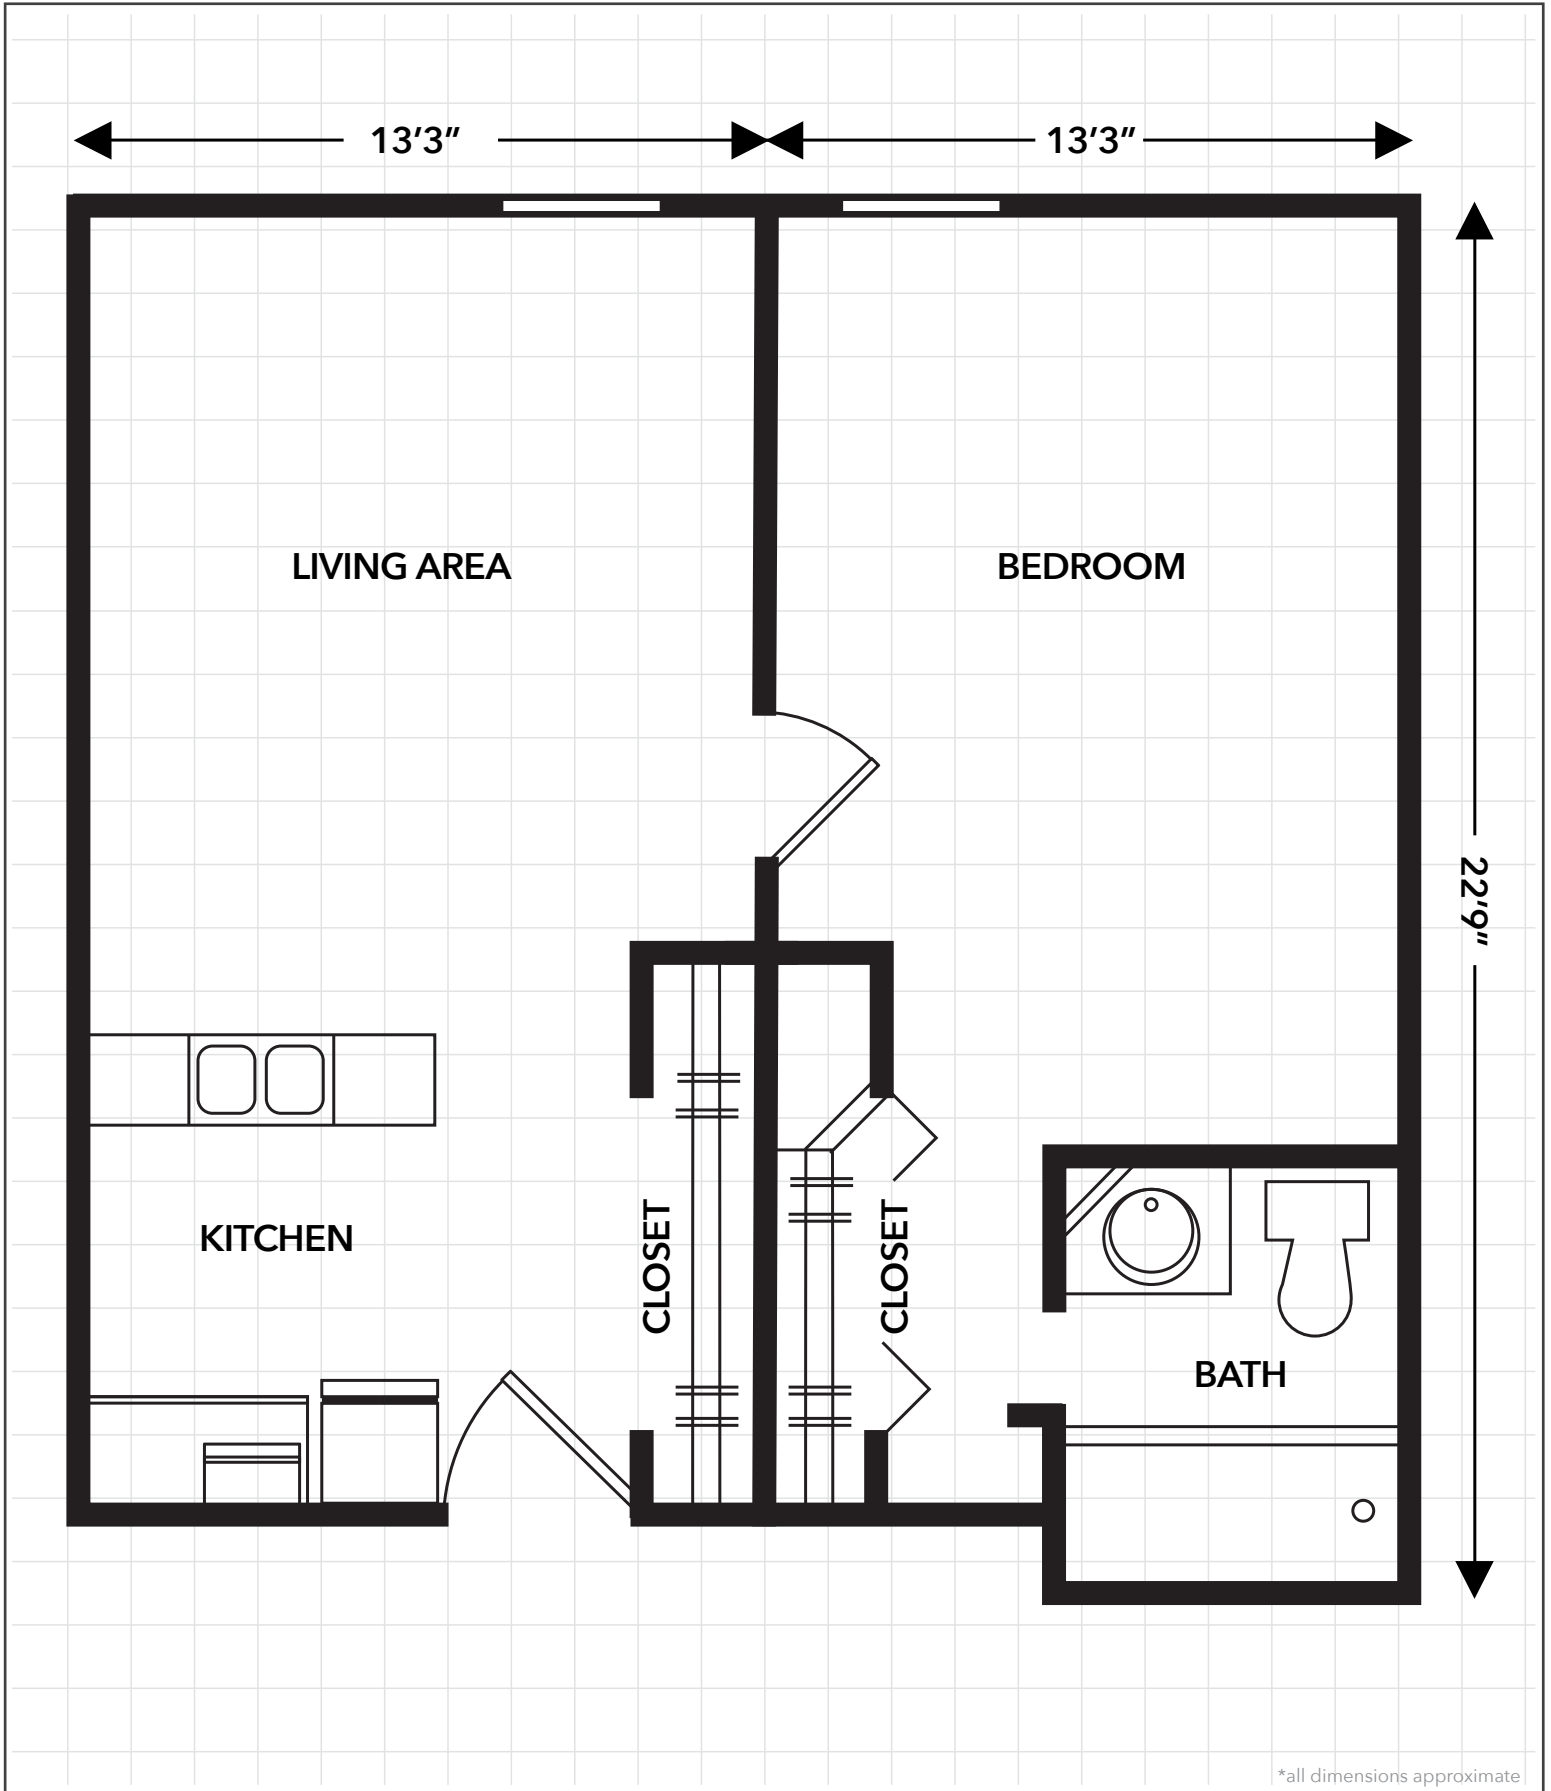 13’3”
13’3”
LIVING AREA
BEDROOM
22’9”
KITCHEN
CLOSET
CLOSET
BATH
*all dimensions approximate